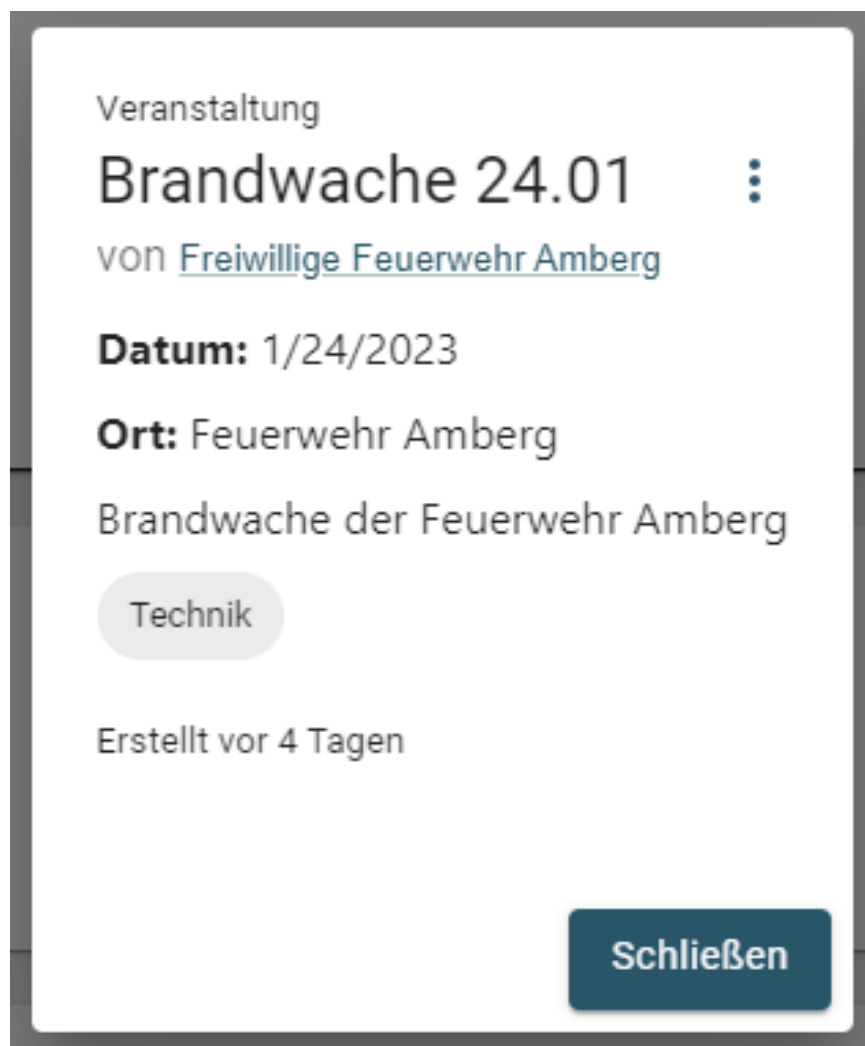 Veranstaltung
Brandwache 24.01
von Freiwillige Feuerwehr Amberg
Datum: 1/24/2023
Ort: Feuerwehr Amberg
Brandwache der Feuerwehr Amberg
Technik
Erstellt vor 4 Tagen
Schließen